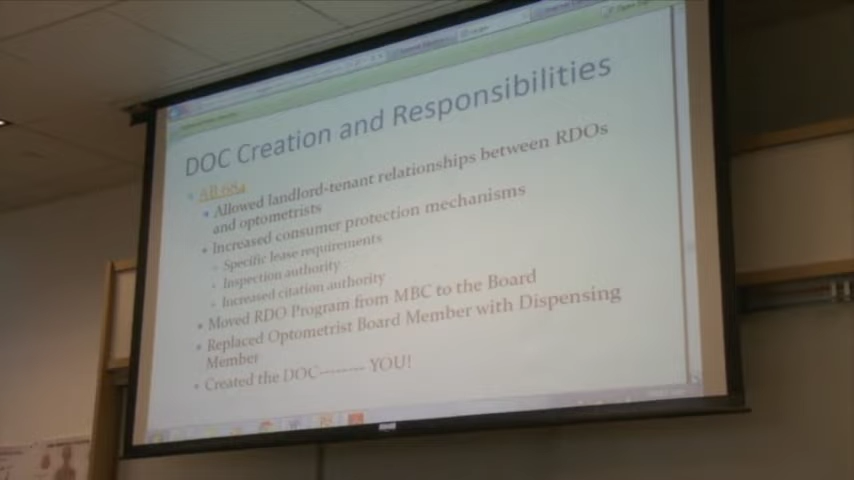 DOC Creation and Responsibilities
AB 684
Allowed landlord-tenant relationships between RDOs
and optometrists
Increased consumer protection mechanisms
Specific lease requirements
Inspection authority
Increased citation authority
Moved RDO Program from MBC to the Board
Replaced Optometrist Board Member with Dispensing
Member
Created the DOC-------- YOU!